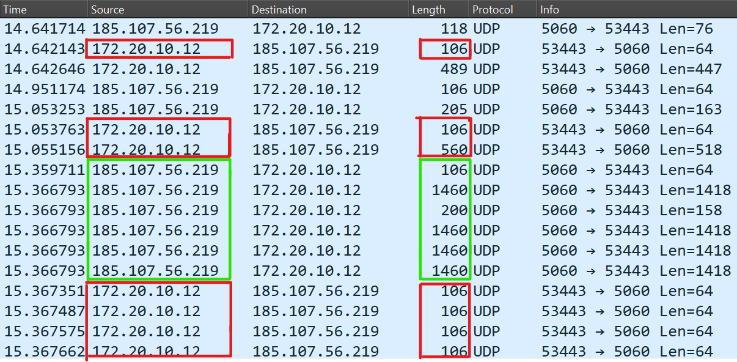 Time Source Destination Length Protocol Info
14.641714 185.107.56.219 172.20.10.12 118 UDP 5060 → 53443 Len=76
14.642143 172.20.10.12 185.107.56.219 106 UDP 53443 → 5060 Len=64
14.642646 172.20.10.12 185.107.56.219 489 UDP 53443 → 5060 Len=447
14.951174 185.107.56.219 172.20.10.12 106 UDP 5060 → 53443 Len=64
15.053253 185.107.56.219 172.20.10.12 205 UDP 5060 → 53443 Len=163
15.053763 172.20.10.12 185.107.56.219 106 UDP 53443 → 5060 Len=64
15.055156 172.20.10.12 185.107.56.219 560 UDP 53443 → 5060 Len=518
15.359711 185.107.56.219 172.20.10.12 106 UDP 5060 → 53443 Len=64
15.366793 185.107.56.219 172.20.10.12 1460 UDP 5060 → 53443 Len=1418
15.366793 185.107.56.219 172.20.10.12 200 UDP 5060 → 53443 Len=158
15.366793 185.107.56.219 172.20.10.12 1460 UDP 5060 → 53443 Len=1418
15.366793 185.107.56.219 172.20.10.12 1460 UDP 5060 → 53443 Len=1418
15.366793 185.107.56.219 172.20.10.12 1460 UDP 5060 → 53443 Len=1418
15.367351 172.20.10.12 185.107.56.219 106 UDP 53443 → 5060 Len=64
15.367487 172.20.10.12 185.107.56.219 106 UDP 53443 → 5060 Len=64
15.367575 172.20.10.12 185.107.56.219 106 UDP 53443 → 5060 Len=64
15.367662 172.20.10.12 185.107.56.219 106 UDP 53443 → 5060 Len=64